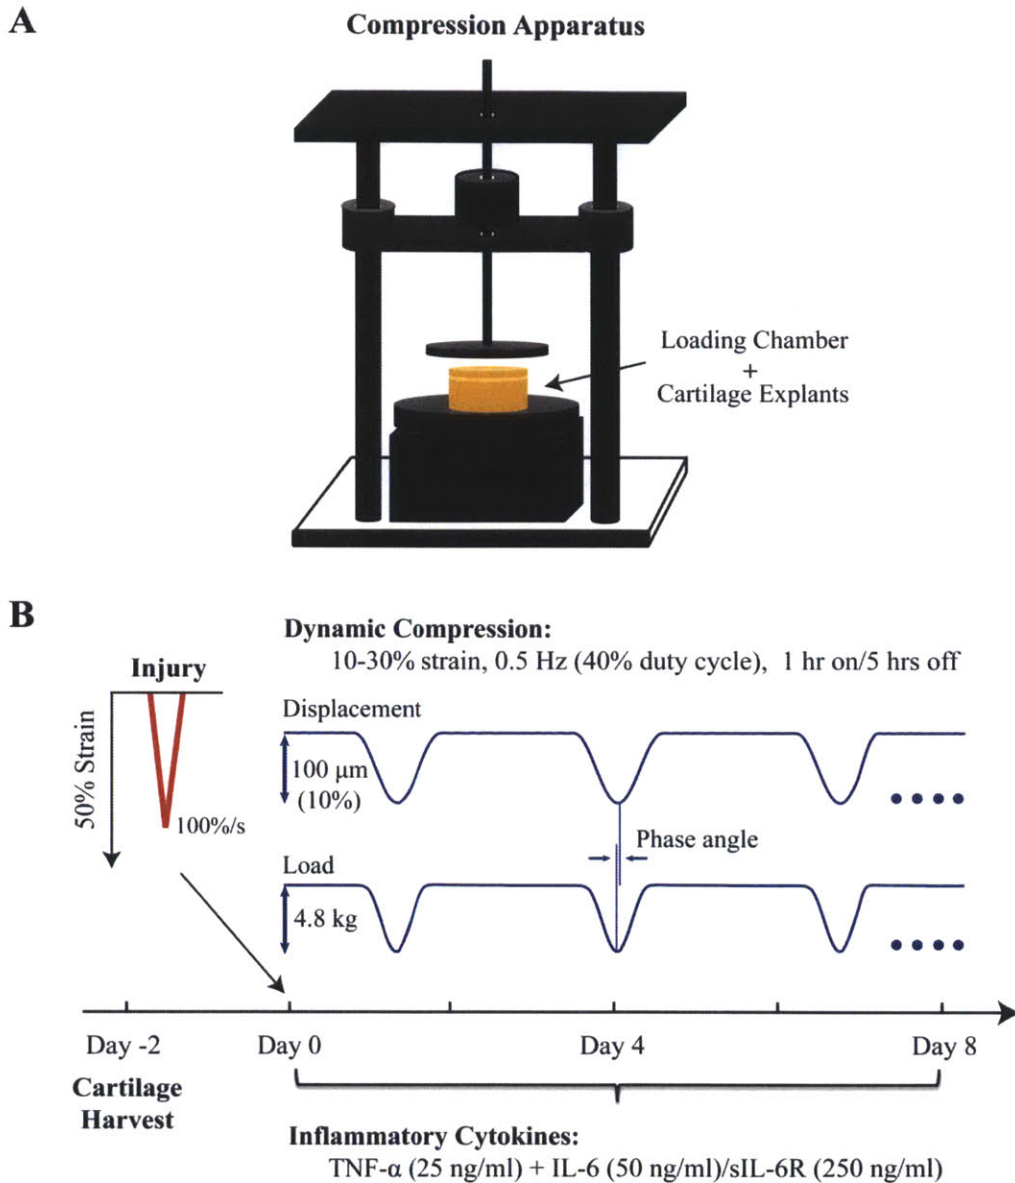 A
Compression Apparatus
Loading Chamber
+
Cartilage Explants
B
Dynamic Compression:
10-30% strain, 0.5 Hz (40% duty cycle), 1 hr on/5 hrs off
Injury
50% Strain
100%/s
Displacement
100 μm
(10%)
Phase angle
Load
4.8 kg
Day -2
Day 0
Day 4
Day 8
Cartilage
Harvest
Inflammatory Cytokines:
TNF-α (25 ng/ml) + IL-6 (50 ng/ml)/sIL-6R (250 ng/ml)